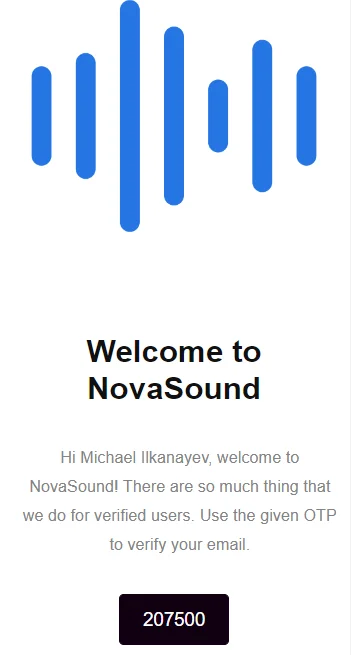 Welcome to
NovaSound
Hi Michael Ilkanayev, welcome to
NovaSound! There are so much thing that
we do for verified users. Use the given OTP
to verify your email.
207500